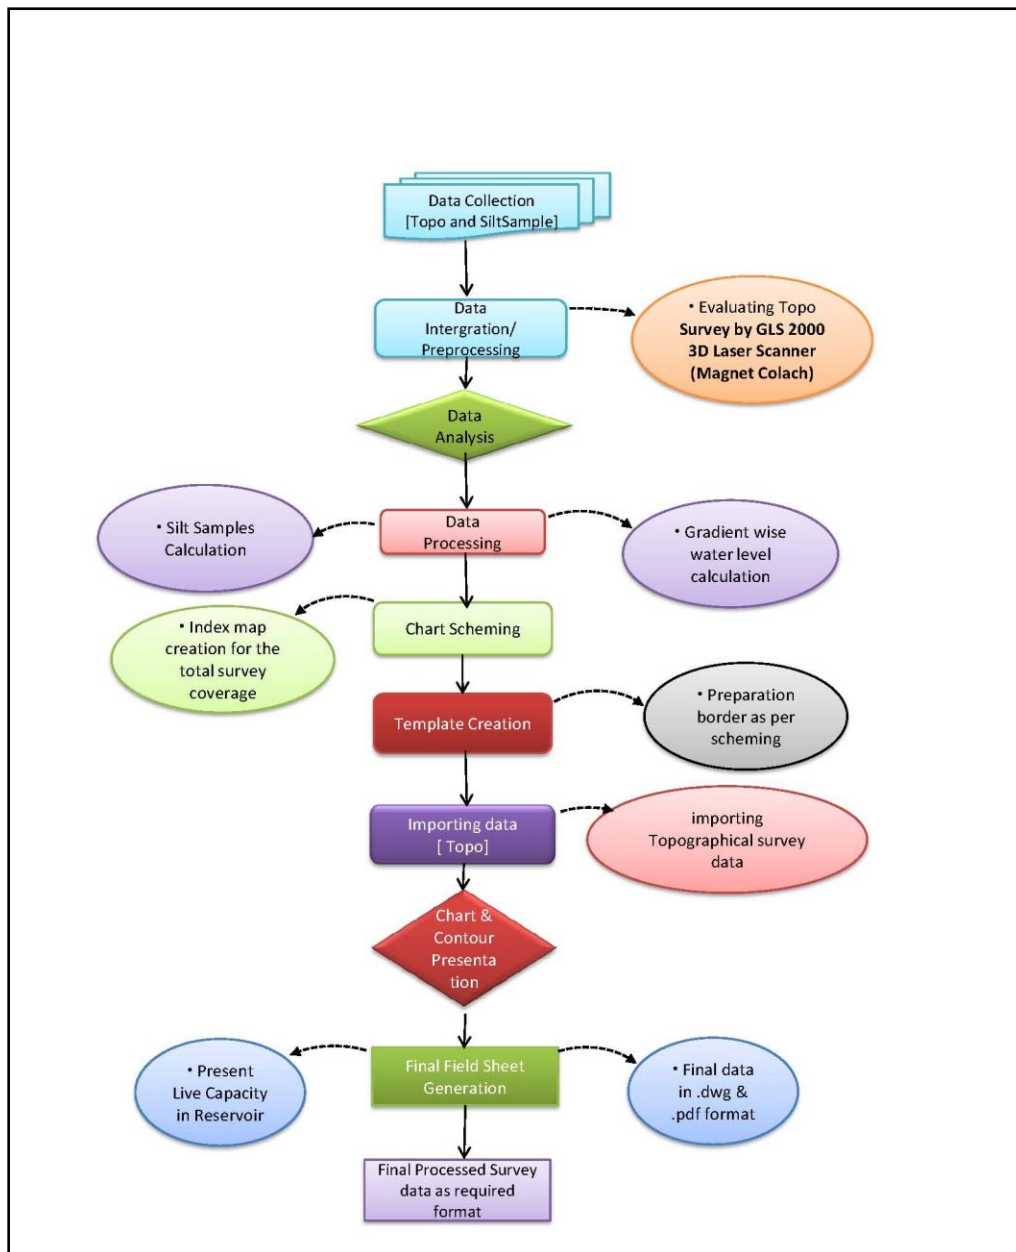 Data Collection
[Topo and SiltSample]
Data
Intergration/
Preprocessing
• Evaluating Topo
Survey by GLS 2000
3D Laser Scanner
(Magnet Colach)
Data
Analysis
• Silt Samples
Calculation
Data
Processing
• Gradient wise
water level
calculation
• Index map
creation for the
total survey
coverage
Chart Scheming
Template Creation
• Preparation
border as per
scheming
Importing data
[ Topo]
importing
Topographical survey
data
Chart &
Contour
Presenta
tion
• Present
Live Capacity
in Reservoir
Final Field Sheet
Generation
• Final data
in .dwg &
.pdf format
Final Processed Survey
data as required
format